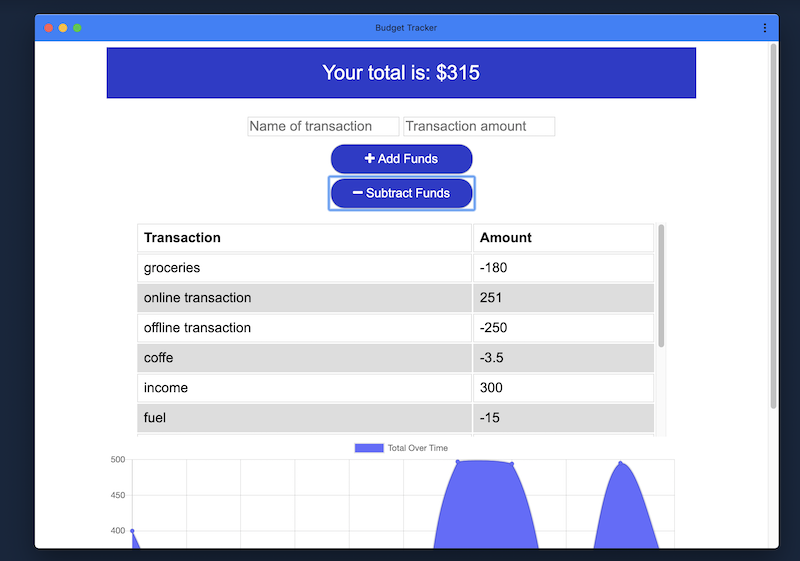 Budget Tracker
Your total is: $315
Name of transaction Transaction amount
Add Funds
Subtract Funds
Transaction Amount
groceries -180
online transaction 251
offline transaction -250
coffe -3.5
income 300
fuel -15
Total Over Time
500
450
400